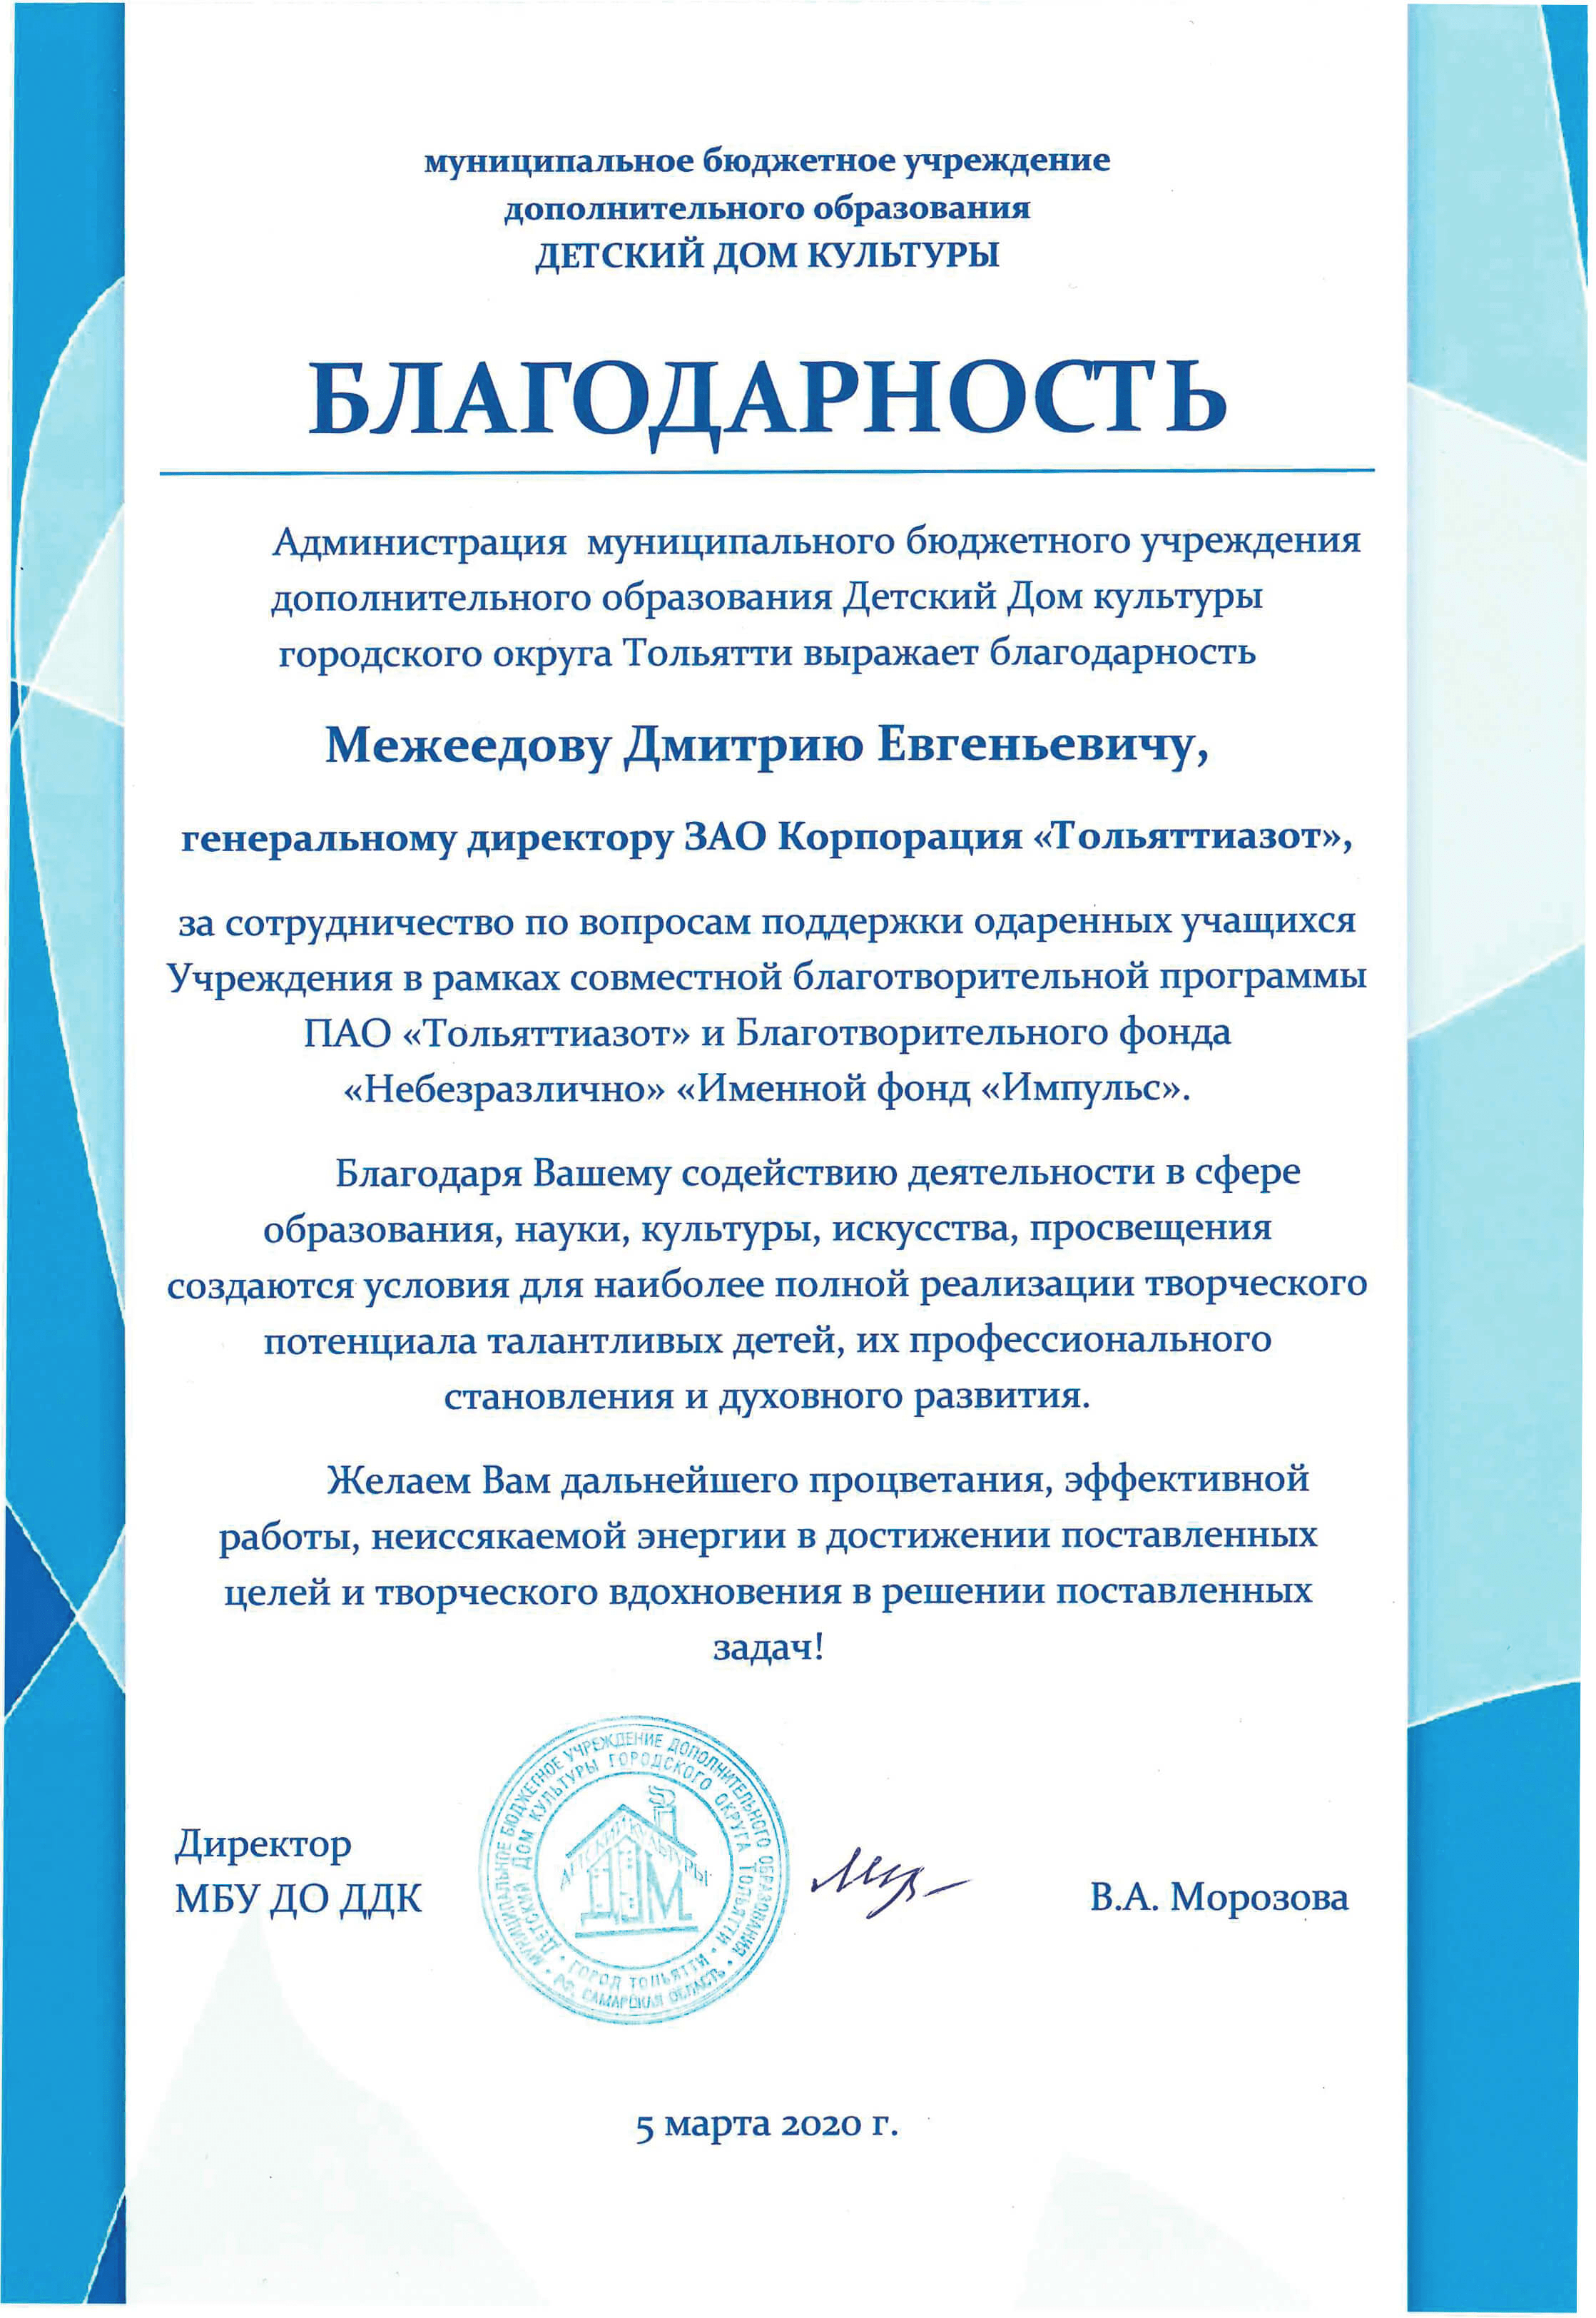 муниципальное бюджетное учреждение
дополнительного образования
ДЕТСКИЙ ДОМ КУЛЬТУРЫ
БЛАГОДАРНОСТЬ
Администрация муниципального бюджетного учреждения
дополнительного образования Детский Дом культуры
городского округа Тольятти выражает благодарность
Межеедову Дмитрию Евгеньевичу,
генеральному директору ЗАО Корпорация «Тольяттиазот»,
за сотрудничество по вопросам поддержки одаренных учащихся
Учреждения в рамках совместной благотворительной программы
ПАО «Тольяттиазот» и Благотворительного фонда
«Небезразлично» «Именной фонд «Импульс».
Благодаря Вашему содействию деятельности в сфере
образования, науки, культуры, искусства, просвещения
создаются условия для наиболее полной реализации творческого
потенциала талантливых детей, их профессионального
становления и духовного развития.
Желаем Вам дальнейшего процветания, эффективной
работы, неиссякаемой энергии в достижении поставленных
целей и творческого вдохновения в решении поставленных
задач!
МУНИЦИПАЛЬНОЕ БЮДЖЕТНОЕ УЧРЕЖДЕНИЕ ДОПОЛНИТЕЛЬНОГО ОБРАЗОВАНИЯ
ДЕТСКИЙ ДОМ КУЛЬТУРЫ ГОРОДСКОГО ОКРУГА ТОЛЬЯТТИ
РФ, САМАРСКАЯ ОБЛАСТЬ
ГОРОД ТОЛЬЯТТИ
ДЕТСКИЙ КУЛЬТУРЫ
ДОМ
Директор
МБУ ДО ДДК
В.А. Морозова
5 марта 2020 г.